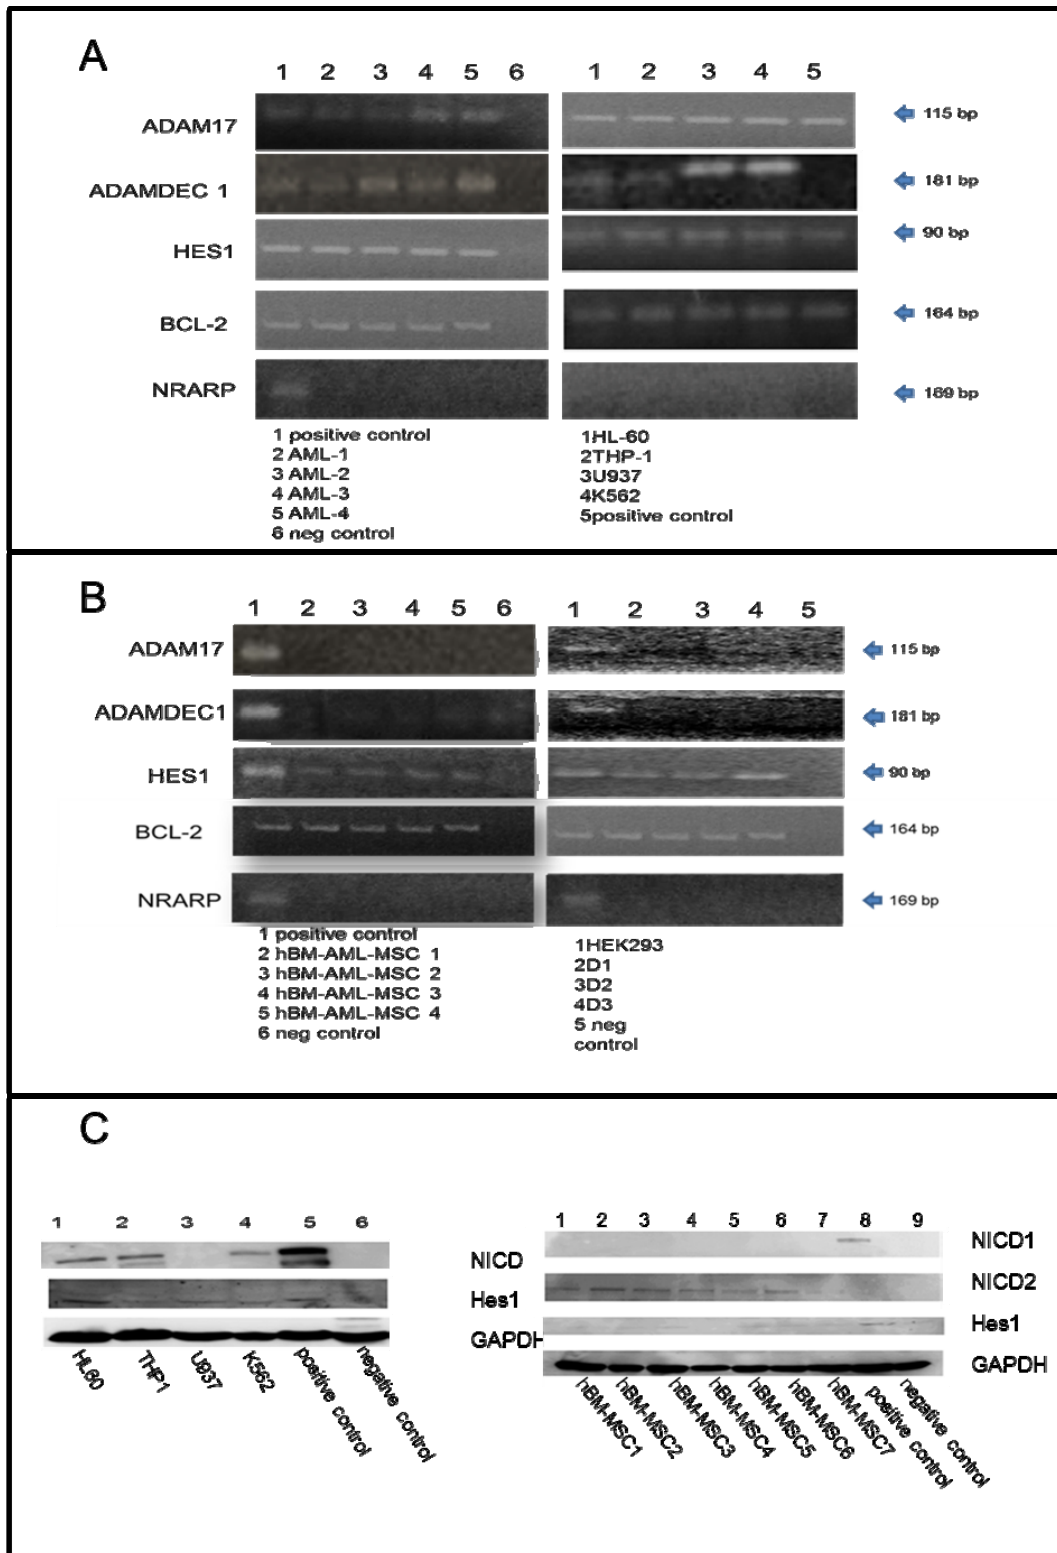 A
1 2 3 4 5 6
1 2 3 4 5
ADAM17
115 bp
ADAMDEC 1
181 bp
HES1
90 bp
BCL-2
164 bp
NRARP
169 bp
1 positive control
2 AML-1
3 AML-2
4 AML-3
5 AML-4
6 neg control
1HL-60
2THP-1
3U937
4K562
5positive control
B
1 2 3 4 5 6
1 2 3 4 5
ADAM17
115 bp
ADAMDEC1
181 bp
HES1
90 bp
BCL-2
164 bp
NRARP
169 bp
1 positive control
2 hBM-AML-MSC 1
3 hBM-AML-MSC 2
4 hBM-AML-MSC 3
5 hBM-AML-MSC 4
6 neg control
1HEK293
2D1
3D2
4D3
5 neg
control
C
1 2 3 4 5 6
NICD
Hes1
GAPDH
HL60
THP1
U937
K562
positive control
negative control
1 2 3 4 5 6 7 8 9
NICD1
NICD2
Hes1
GAPDH
hBM-MSC1
hBM-MSC2
hBM-MSC3
hBM-MSC4
hBM-MSC5
hBM-MSC6
hBM-MSC7
positive control
negative control